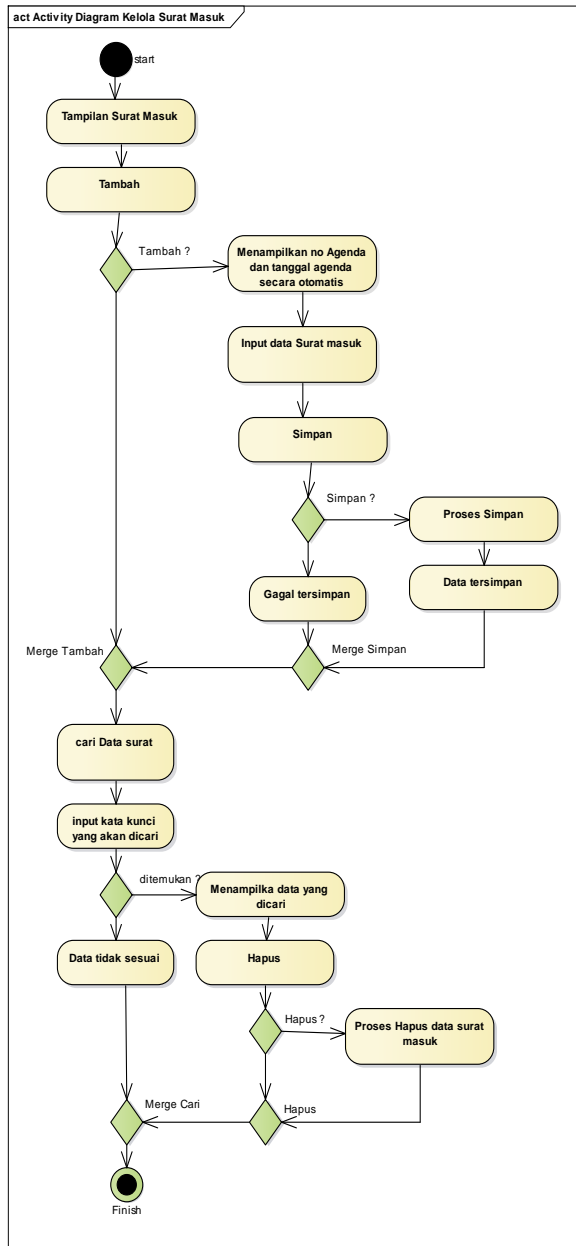 act Activity Diagram Kelola Surat Masuk
start
Tampilan Surat Masuk
Tambah
Tambah ?
Menampilkan no Agenda
dan tanggal agenda
secara otomatis
Input data Surat masuk
Simpan
Simpan ?
Proses Simpan
Gagal tersimpan
Data tersimpan
Merge Tambah
Merge Simpan
cari Data surat
input kata kunci
yang akan dicari
ditemukan ?
Menampilka data yang
dicari
Data tidak sesuai
Hapus
Hapus ?
Proses Hapus data surat
masuk
Merge Cari
Hapus
Finish